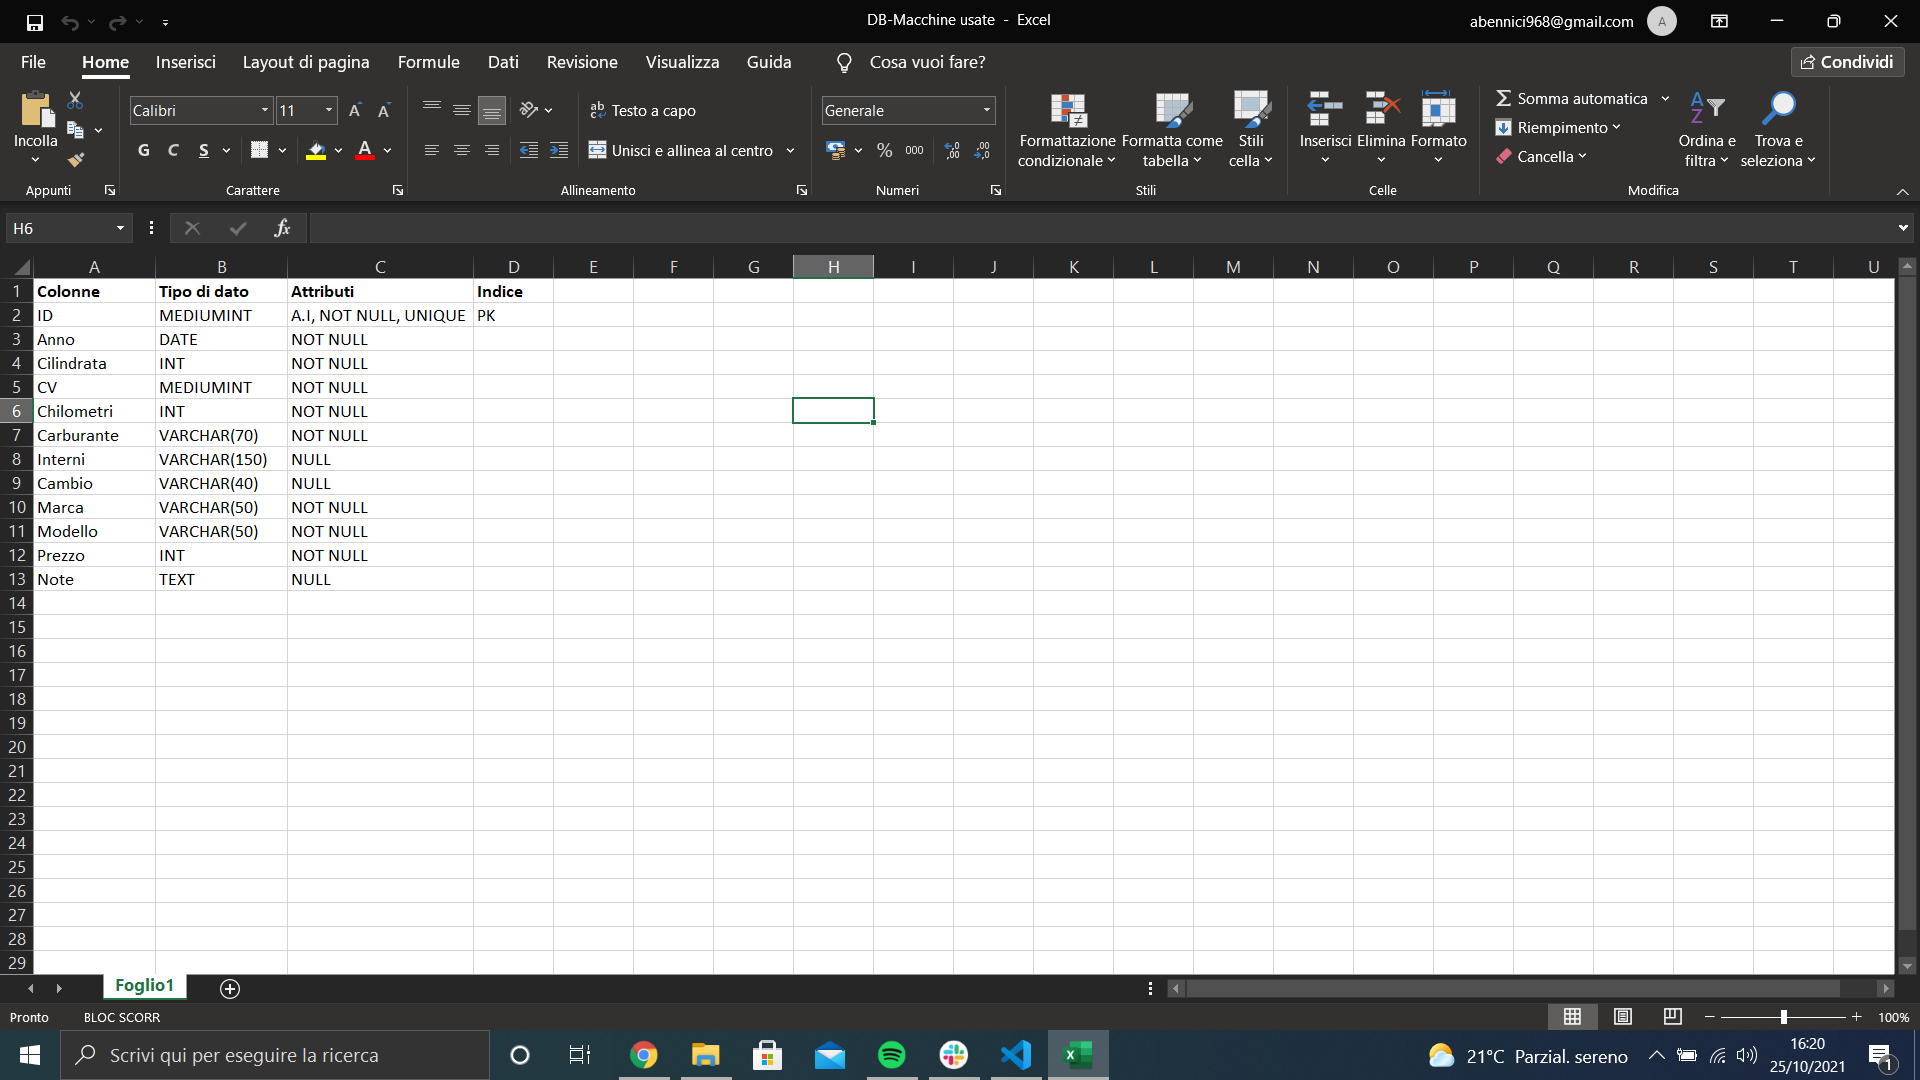 DB-Macchine usate - Excel
abennici968@gmail.com
A
File Home Inserisci Layout di pagina Formule Dati Revisione Visualizza Guida Cosa vuoi fare? Condividi
Incolla
Calibri 11
Testo a capo
Generale
Formattazione condizionale
Formatta come tabella
Stili cella
Inserisci
Elimina
Formato
Somma automatica
Riempimento
Cancella
Ordina e filtra
Trova e seleziona
G C S
A
Unisci e allinea al centro
% 000
Appunti Carattere Allineamento Numeri Stili Celle Modifica
H6 fx
A B C D E F G H I J K L M N O P Q R S T U
1 Colonne Tipo di dato Attributi Indice
2 ID MEDIUMINT A.I, NOT NULL, UNIQUE PK
3 Anno DATE NOT NULL
4 Cilindrata INT NOT NULL
5 CV MEDIUMINT NOT NULL
6 Chilometri INT NOT NULL
7 Carburante VARCHAR(70) NOT NULL
8 Interni VARCHAR(150) NULL
9 Cambio VARCHAR(40) NULL
10 Marca VARCHAR(50) NOT NULL
11 Modello VARCHAR(50) NOT NULL
12 Prezzo INT NOT NULL
13 Note TEXT NULL
14
15
16
17
18
19
20
21
22
23
24
25
26
27
28
29
Foglio1
Pronto BLOC SCORR 100%
Scrivi qui per eseguire la ricerca
21°C Parzial. sereno
16:20
25/10/2021
1